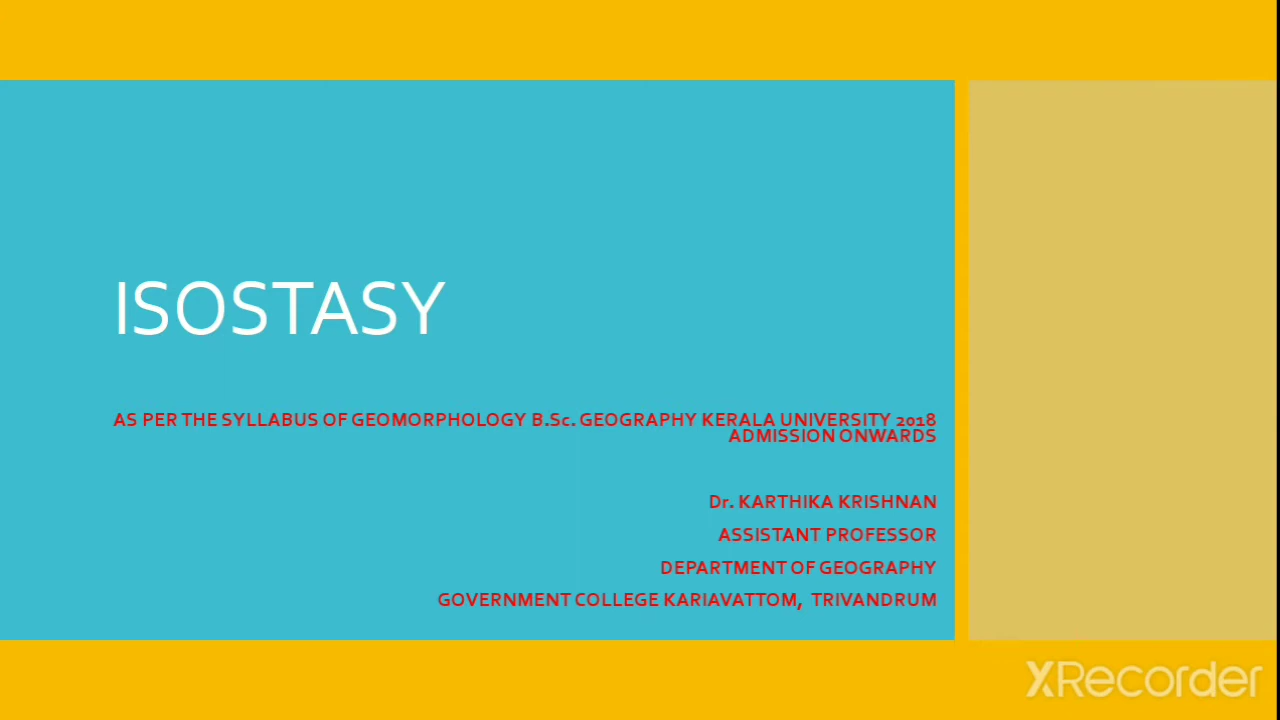 ISOSTASY
AS PER THE SYLLABUS OF GEOMORPHOLOGY B.Sc. GEOGRAPHY KERALA UNIVERSITY 2018
ADMISSION ONWARDS
Dr. KARTHIKA KRISHNAN
ASSISTANT PROFESSOR
DEPARTMENT OF GEOGRAPHY
GOVERNMENT COLLEGE KARIAVATTOM, TRIVANDRUM
XRecorder